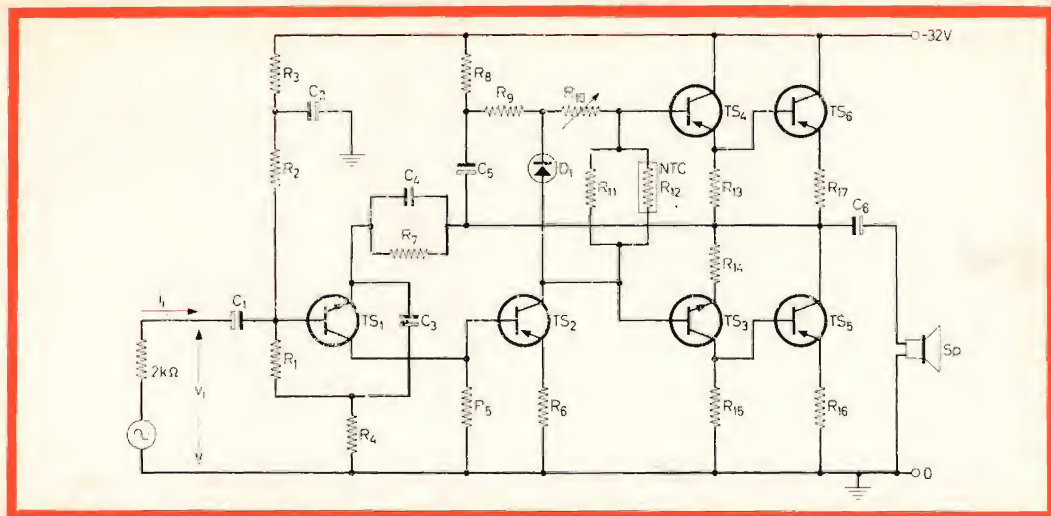 -32V
R₃
C₂
R₈
R₉
R₁₀
TS₄
TS₆
R₂
C₅
D₁
R₁₁
NTC
R₁₂
R₁₃
R₁₇
C₄
R₇
C₆
R₁₄
I₁
C₁
TS₁
C₃
TS₂
TS₃
TS₅
Sp
2kΩ
V₁
R₁
R₄
R₅
R₆
R₁₅
R₁₆
0